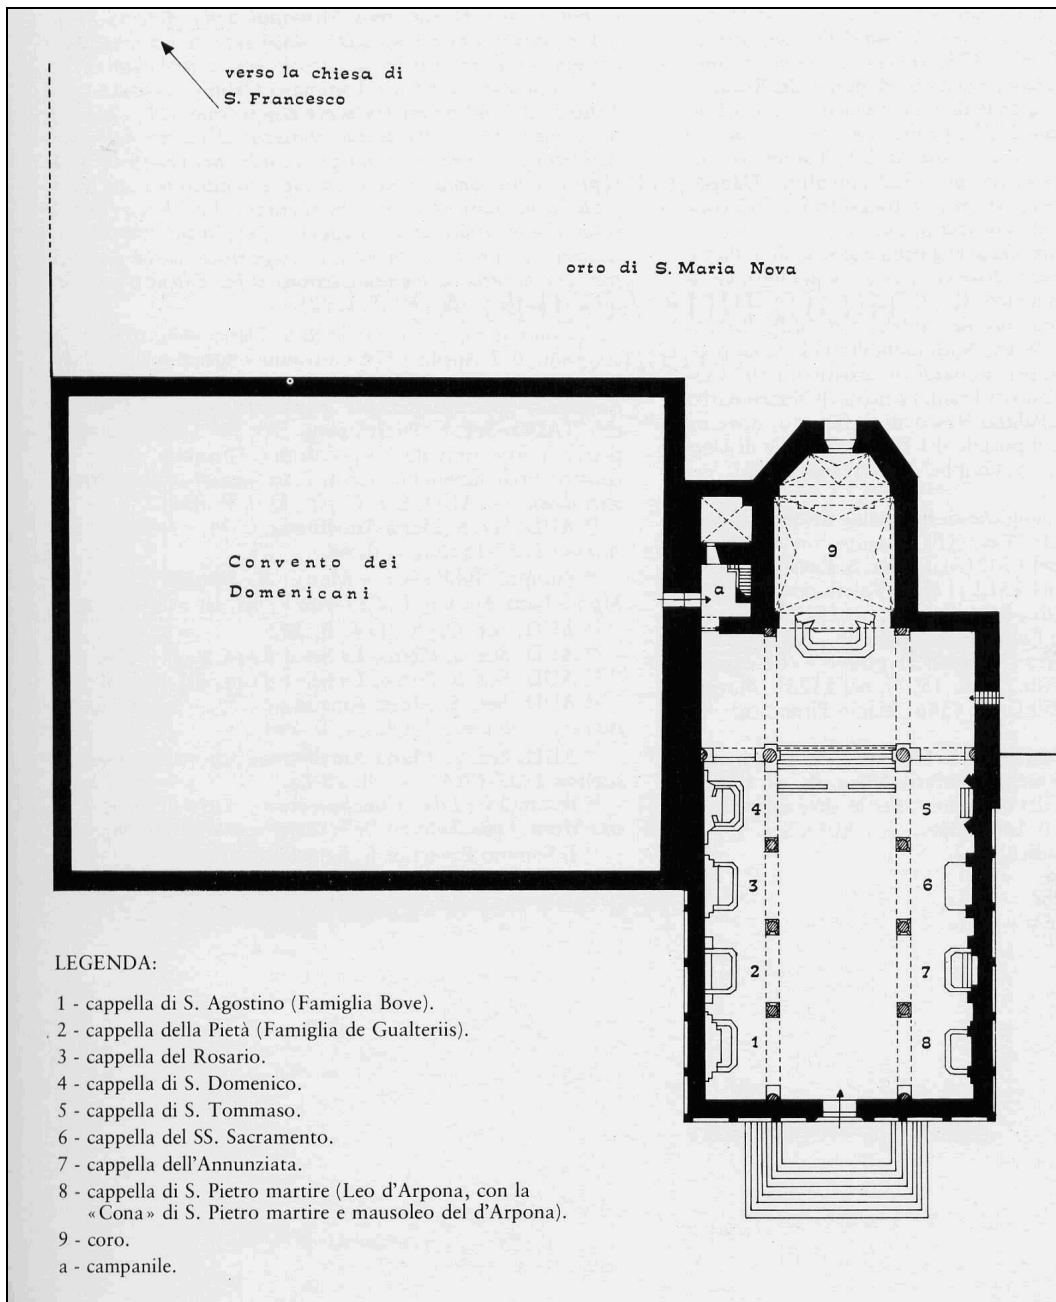 verso la chiesa di
S. Francesco
orto di S. Maria Nova
Convento dei
Domenicani
9
a
4
5
3
6
2
7
1
8
LEGENDA:
1 - cappella di S. Agostino (Famiglia Bove).
2 - cappella della Pietà (Famiglia de Gualteriis).
3 - cappella del Rosario.
4 - cappella di S. Domenico.
5 - cappella di S. Tommaso.
6 - cappella del SS. Sacramento.
7 - cappella dell'Annunziata.
8 - cappella di S. Pietro martire (Leo d'Arpona, con la
«Cona» di S. Pietro martire e mausoleo del d'Arpona).
9 - coro.
a - campanile.